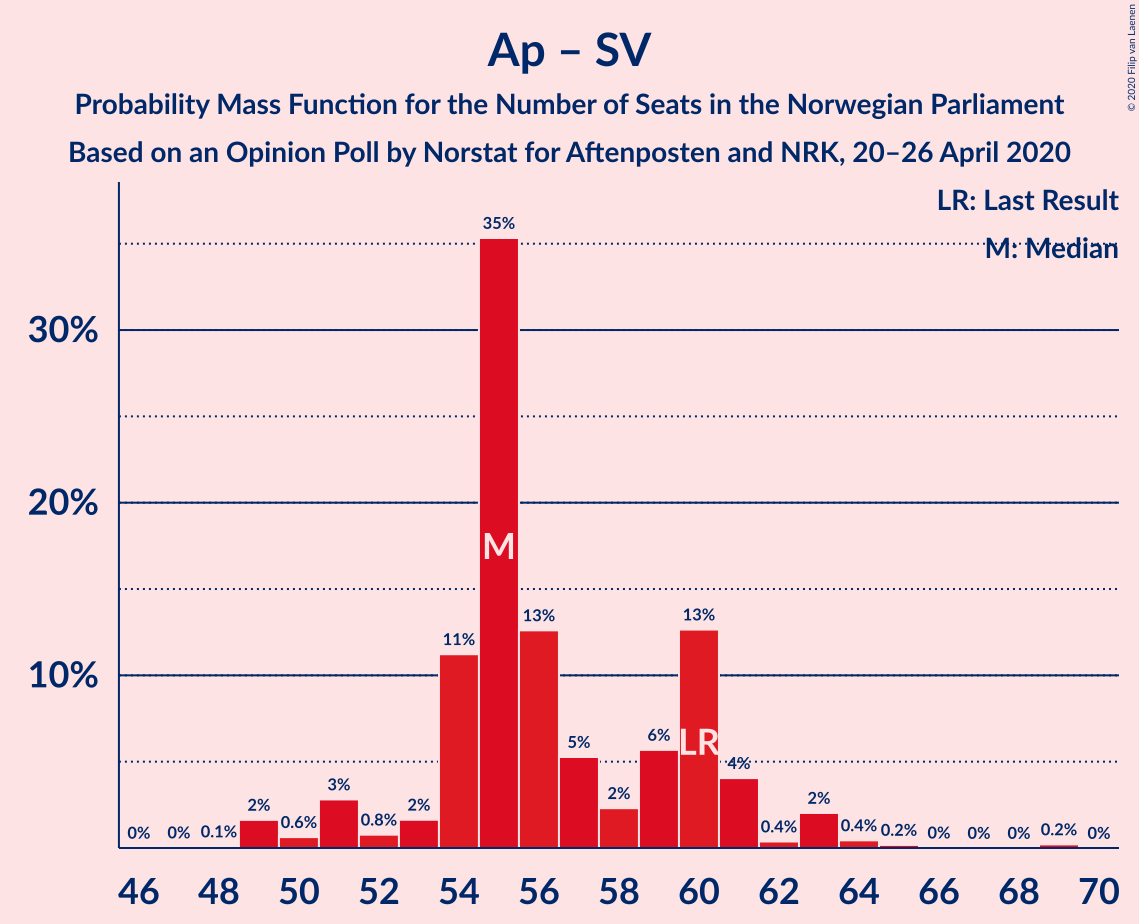 Ap – SV
Probability Mass Function for the Number of Seats in the Norwegian Parliament
Based on an Opinion Poll by Norstat for Aftenposten and NRK, 20–26 April 2020
© 2020 Filip van Laenen
LR: Last Result
M: Median
30%
20%
10%
0% 0% 0.1% 2% 0.6% 3% 0.8% 2% 11% 35% 13% 5% 2% 6% 13% 4% 0.4% 2% 0.4% 0.2% 0% 0% 0% 0.2% 0%
M
LR
46 48 50 52 54 56 58 60 62 64 66 68 70